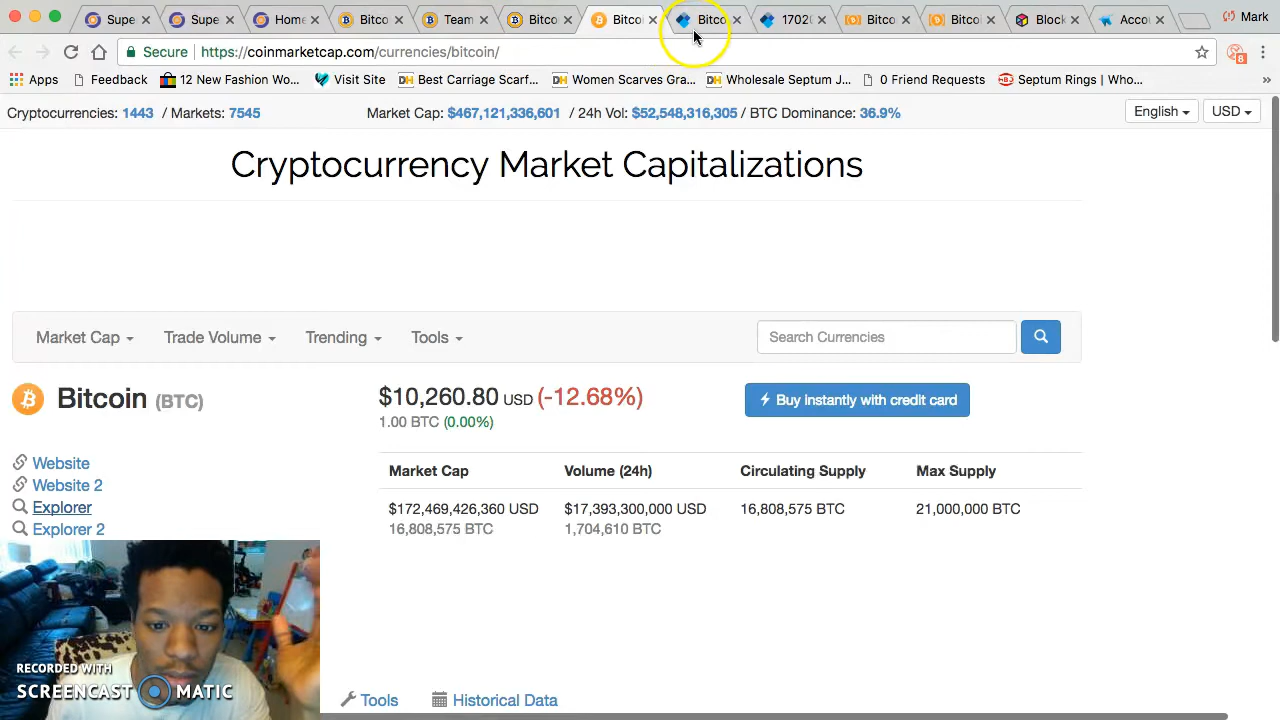 Supe
Supe
Home
Bitco
Team
Bitco
Bitco
Bitco
1702
Bitco
Bitco
Block
Acco
Mark
Secure
https://coinmarketcap.com/currencies/bitcoin/
Apps
Feedback
12 New Fashion Wo...
Visit Site
DH
Best Carriage Scarf...
DH
Women Scarves Gra...
DH
Wholesale Septum J...
0 Friend Requests
Septum Rings | Who...
»
Cryptocurrencies: 1443 / Markets: 7545
Market Cap: $467,121,336,601 / 24h Vol: $52,548,316,305 / BTC Dominance: 36.9%
English
USD
Cryptocurrency Market Capitalizations
Market Cap
Trade Volume
Trending
Tools
Search Currencies
Bitcoin (BTC)
$10,260.80 USD (-12.68%)
1.00 BTC (0.00%)
Buy instantly with credit card
Website
Website 2
Explorer
Explorer 2
Market Cap
Volume (24h)
Circulating Supply
Max Supply
$172,469,426,360 USD
$17,393,300,000 USD
16,808,575 BTC
21,000,000 BTC
16,808,575 BTC
1,704,610 BTC
Tools
Historical Data
RECORDED WITH
SCREENCAST MATIC